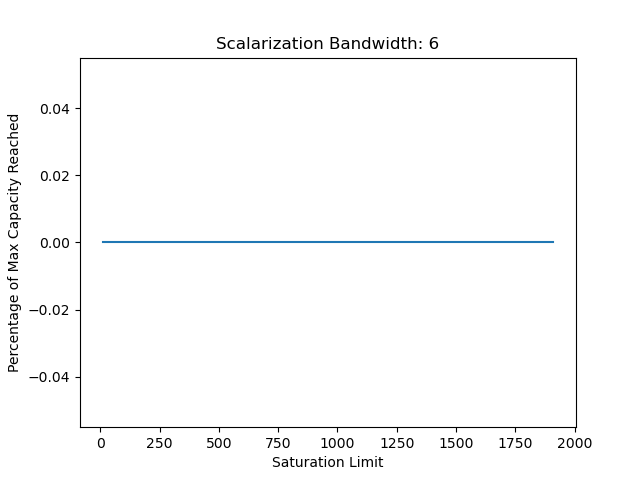 Scalarization Bandwidth: 6
Percentage of Max Capacity Reached
0.04
0.02
0.00
−0.02
−0.04
0 250 500 750 1000 1250 1500 1750 2000
Saturation Limit